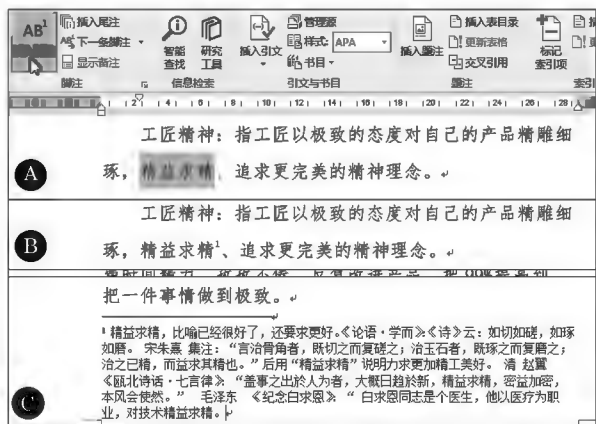 AB¹
插入尾注
下一条脚注
显示备注
脚注
智能查找
研究工具
信息检索
插入引文
管理源
样式: APA
书目
引文与书目
插入题注
插入表目录
更新表格
交叉引用
题注
标记索引项
索引
2 4 6 8 10 12 14 16 18 20 22 24 26 28
A
工匠精神：指工匠以极致的态度对自己的产品精雕细
琢，精益求精、追求更完美的精神理念。
B
工匠精神：指工匠以极致的态度对自己的产品精雕细
琢，精益求精¹、追求更完美的精神理念。
把一件事情做到极致。
C
¹ 精益求精，比喻已经很好了，还要求更好。《论语·学而》：《诗》云：如切如磋，如琢
如磨。 宋朱熹 集注：“言治骨角者，既切之而复磋之；治玉石者，既琢之而复磨之；
治之已精，而益求其精也。”后用“精益求精”说明力求更加精工美好。 清 赵翼
《瓯北诗话·七言律》：“盖事之出於人为者，大概日趋於新，精益求精，密益加密，
本风会使然。” 毛泽东 《纪念白求恩》：“ 白求恩同志是个医生，他以医疗为职
业，对技术精益求精。